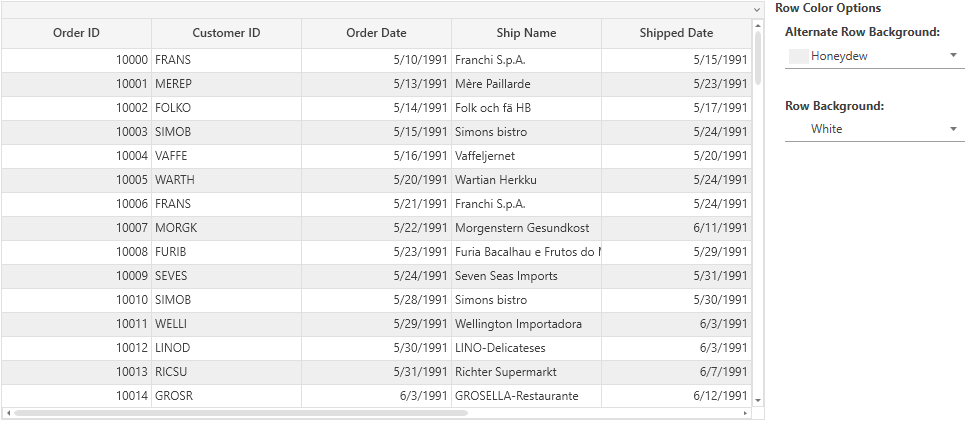 Row Color Options
Order ID Customer ID Order Date Ship Name Shipped Date
Alternate Row Background:
Honeydew
Row Background:
White
10000 FRANS 5/10/1991 Franchi S.p.A. 5/15/1991
10001 MEREP 5/13/1991 Mère Paillarde 5/23/1991
10002 FOLKO 5/14/1991 Folk och fä HB 5/17/1991
10003 SIMOB 5/15/1991 Simons bistro 5/24/1991
10004 VAFFE 5/16/1991 Vaffeljernet 5/20/1991
10005 WARTH 5/20/1991 Wartian Herkku 5/24/1991
10006 FRANS 5/21/1991 Franchi S.p.A. 5/24/1991
10007 MORGK 5/22/1991 Morgenstern Gesundkost 6/11/1991
10008 FURIB 5/23/1991 Furia Bacalhau e Frutos do 5/29/1991
10009 SEVES 5/24/1991 Seven Seas Imports 5/31/1991
10010 SIMOB 5/28/1991 Simons bistro 5/30/1991
10011 WELLI 5/29/1991 Wellington Importadora 6/3/1991
10012 LINOD 5/30/1991 LINO-Delicateses 6/3/1991
10013 RICSU 5/31/1991 Richter Supermarkt 6/7/1991
10014 GROSR 6/3/1991 GROSELLA-Restaurante 6/12/1991